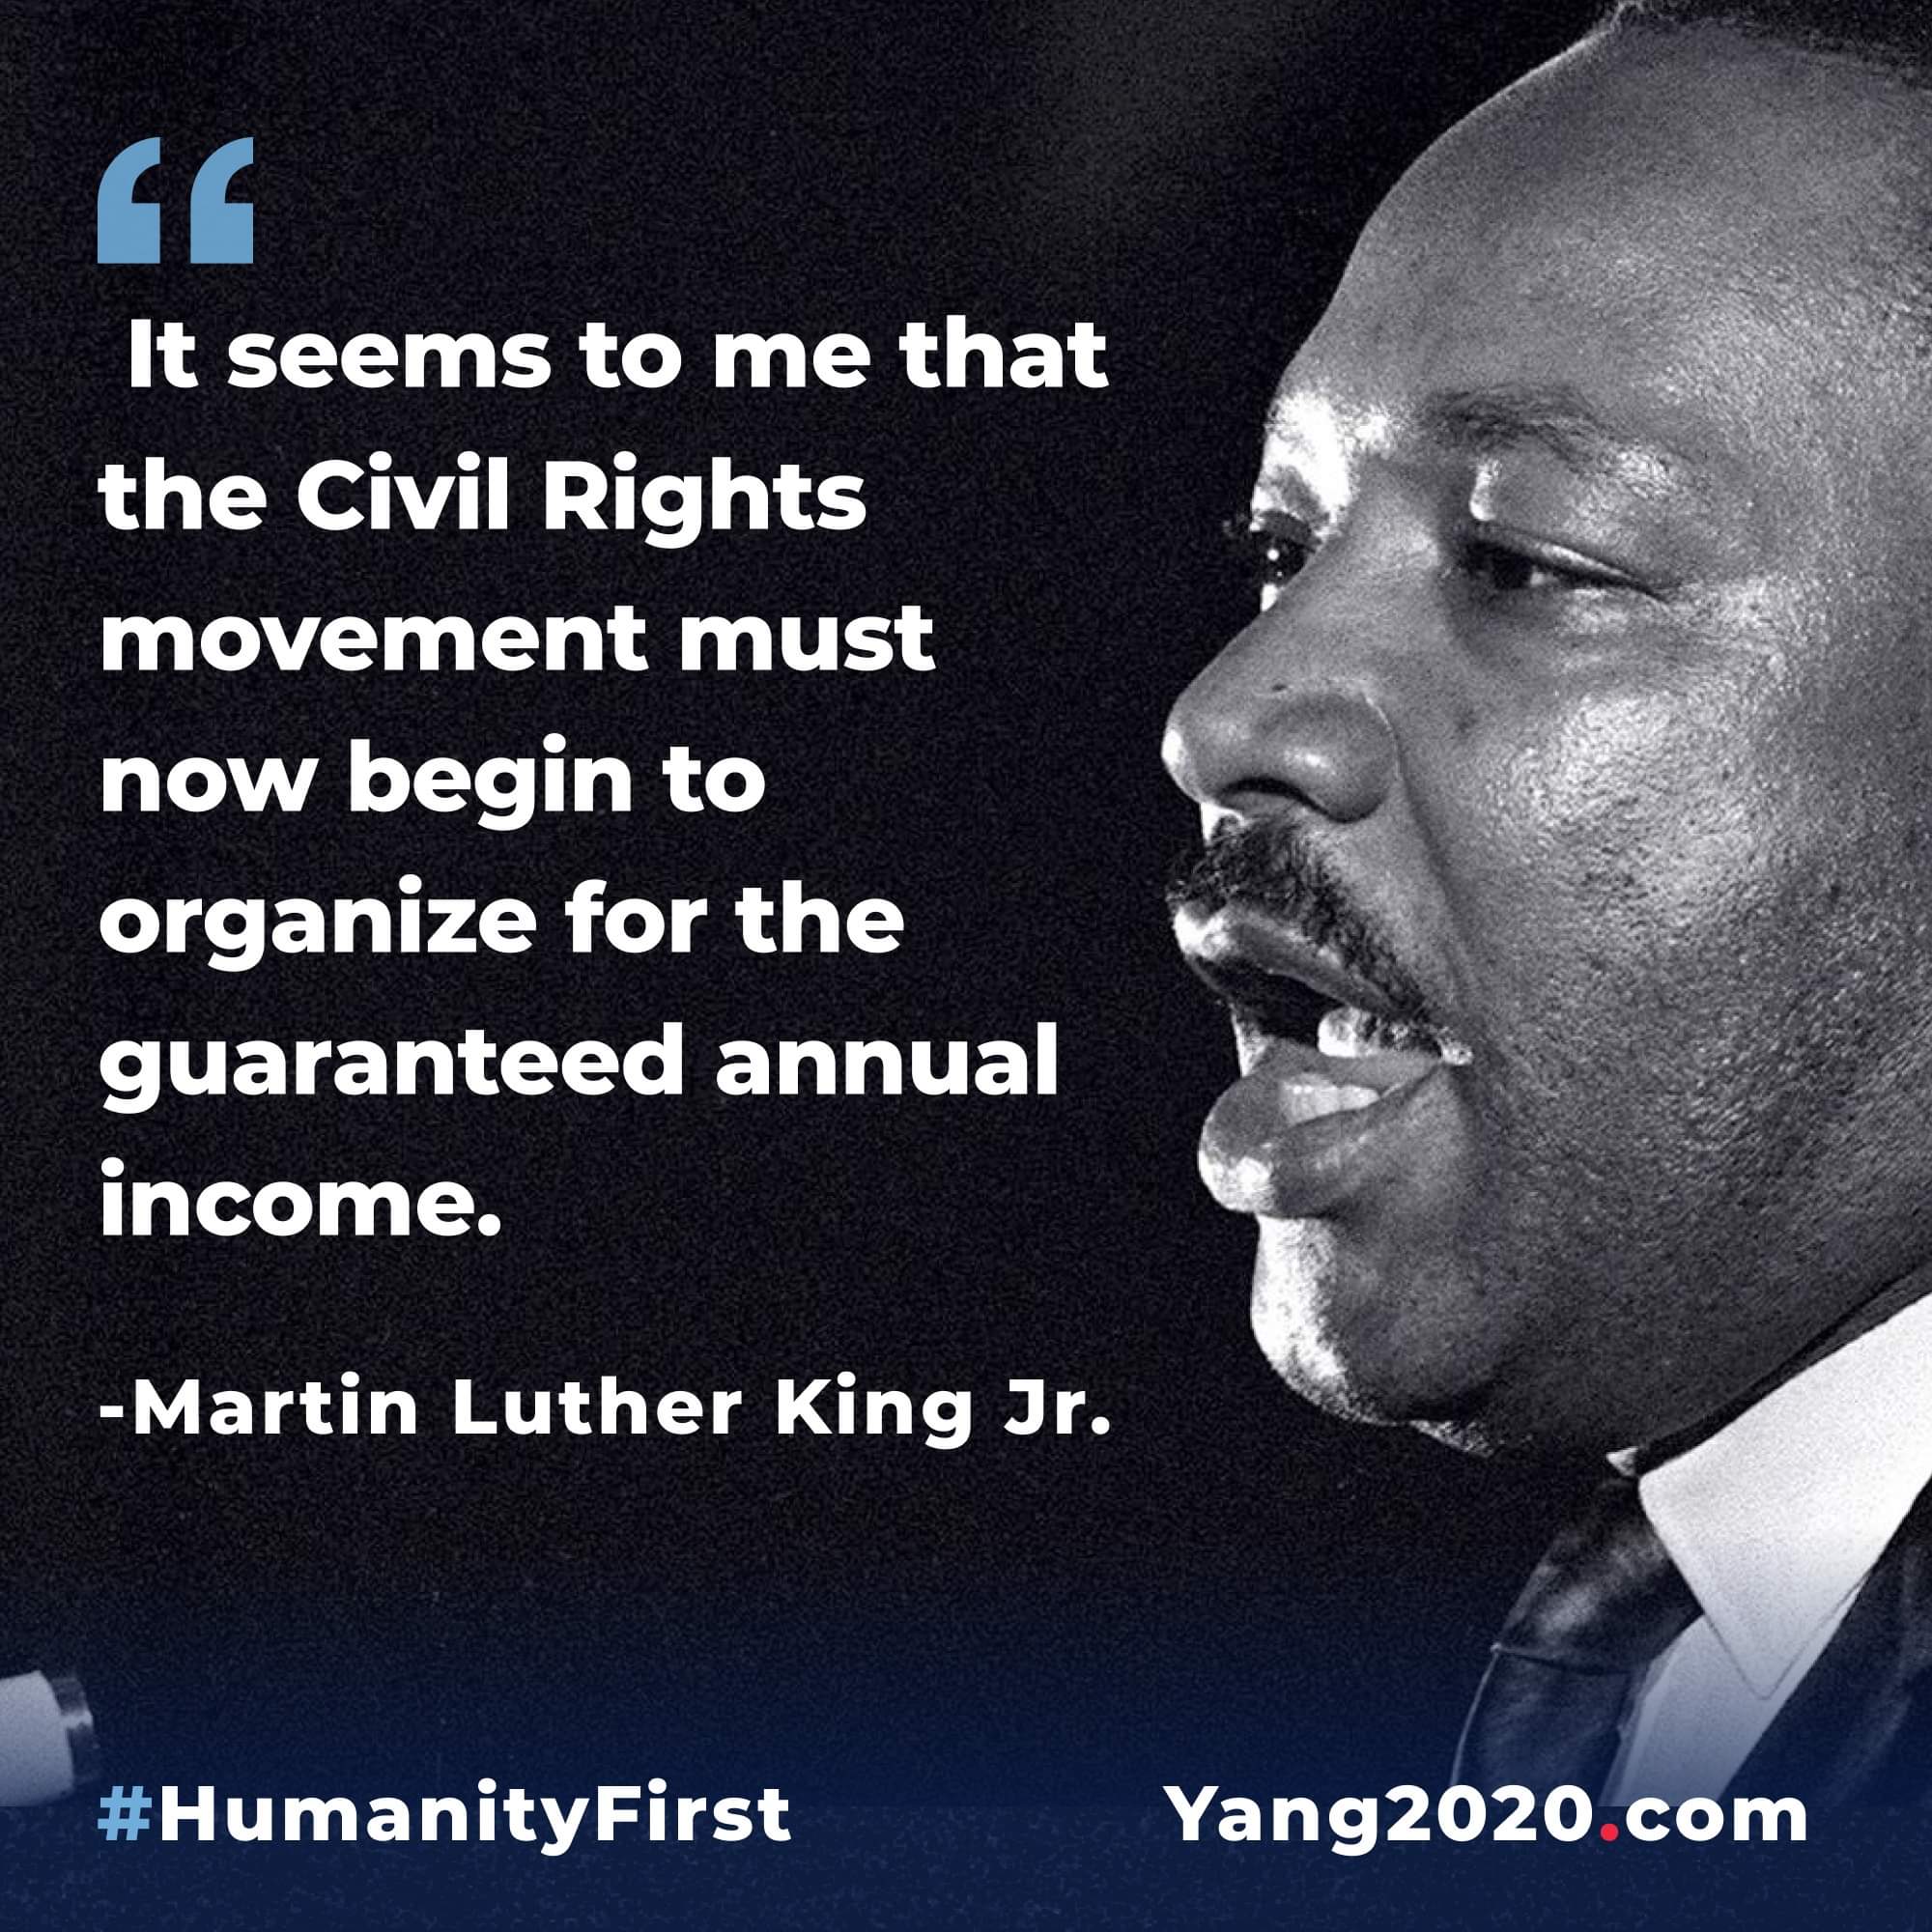 “
It seems to me that
the Civil Rights
movement must
now begin to
organize for the
guaranteed annual
income.
-Martin Luther King Jr.
#HumanityFirst
Yang2020.com